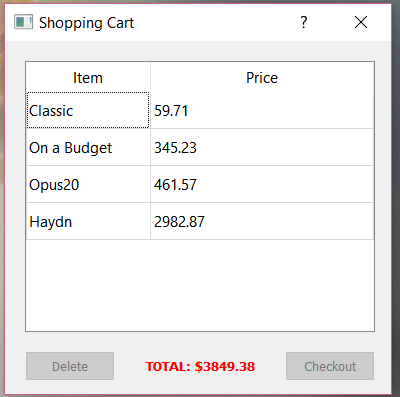 Shopping Cart ?
Item Price
Classic 59.71
On a Budget 345.23
Opus20 461.57
Haydn 2982.87
Delete TOTAL: $3849.38 Checkout